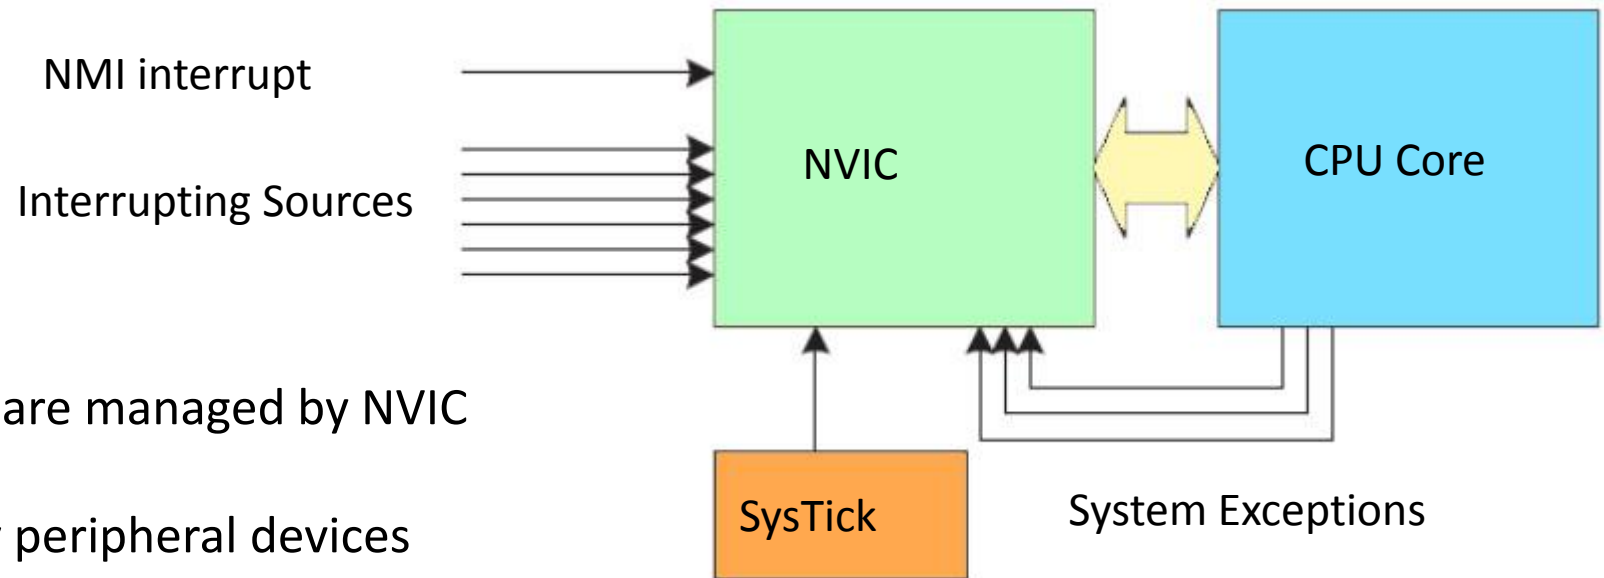 NMI interrupt
NVIC
CPU Core
Interrupting Sources
are managed by NVIC
SysTick
System Exceptions
peripheral devices